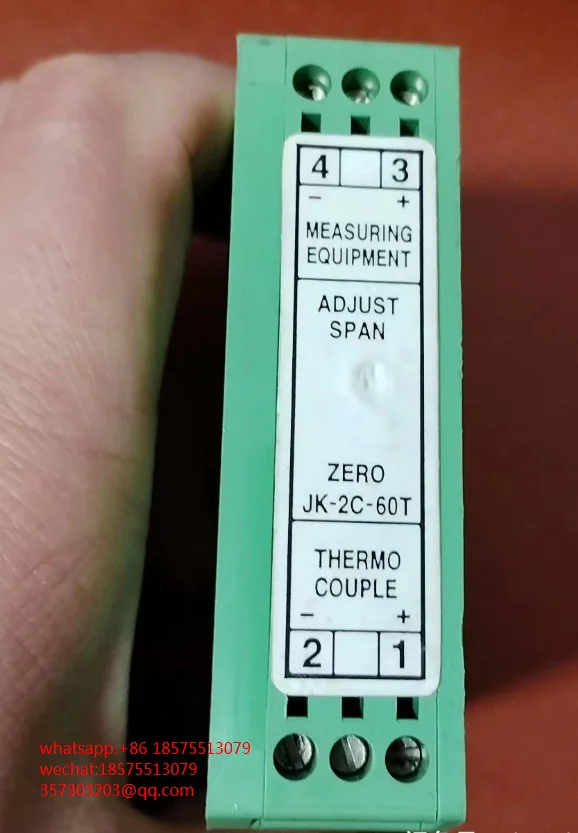 4 3
− +
MEASURING
EQUIPMENT
ADJUST
SPAN
ZERO
JK-2C-60T
THERMO
COUPLE
− +
2 1
whatsapp:+86 18575513079
wechat:18575513079
357303203@qq.com